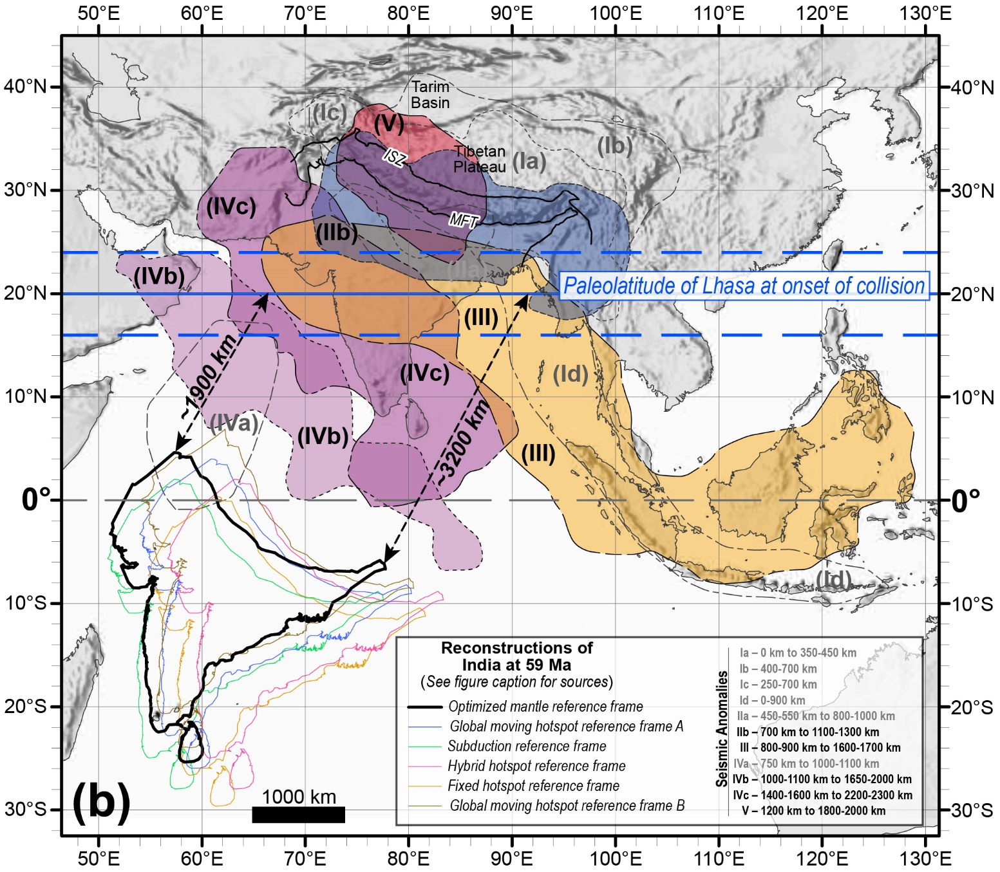 50°E 60°E 70°E 80°E 90°E 100°E 110°E 120°E 130°E
40°N 40°N
Tarim
Basin
(Ic)
(V)
(Ib)
ISZ
Tibetan
Plateau
(Ia)
30°N 30°N
(IVc)
MFT
(IIb)
(IIa)
(IVb)
Paleolatitude of Lhasa at onset of collision
20°N 20°N
(III)
~1900 km
(IVc)
(Id)
10°N 10°N
(IVa)
(IVb)
~3200 km
(III)
0° 0°
(Id)
10°S 10°S
Reconstructions of
India at 59 Ma
(See figure caption for sources)
Optimized mantle reference frame
Global moving hotspot reference frame A
Subduction reference frame
Hybrid hotspot reference frame
Fixed hotspot reference frame
Global moving hotspot reference frame B
Seismic Anomalies
Ia – 0 km to 350-450 km
Ib – 400-700 km
Ic – 250-700 km
Id – 0-900 km
IIa – 450-550 km to 800-1000 km
IIb – 700 km to 1100-1300 km
III – 800-900 km to 1600-1700 km
IVa – 750 km to 1000-1100 km
IVb – 1000-1100 km to 1650-2000 km
IVc – 1400-1600 km to 2200-2300 km
V – 1200 km to 1800-2000 km
20°S 20°S
(b)
1000 km
30°S 30°S
50°E 60°E 70°E 80°E 90°E 100°E 110°E 120°E 130°E